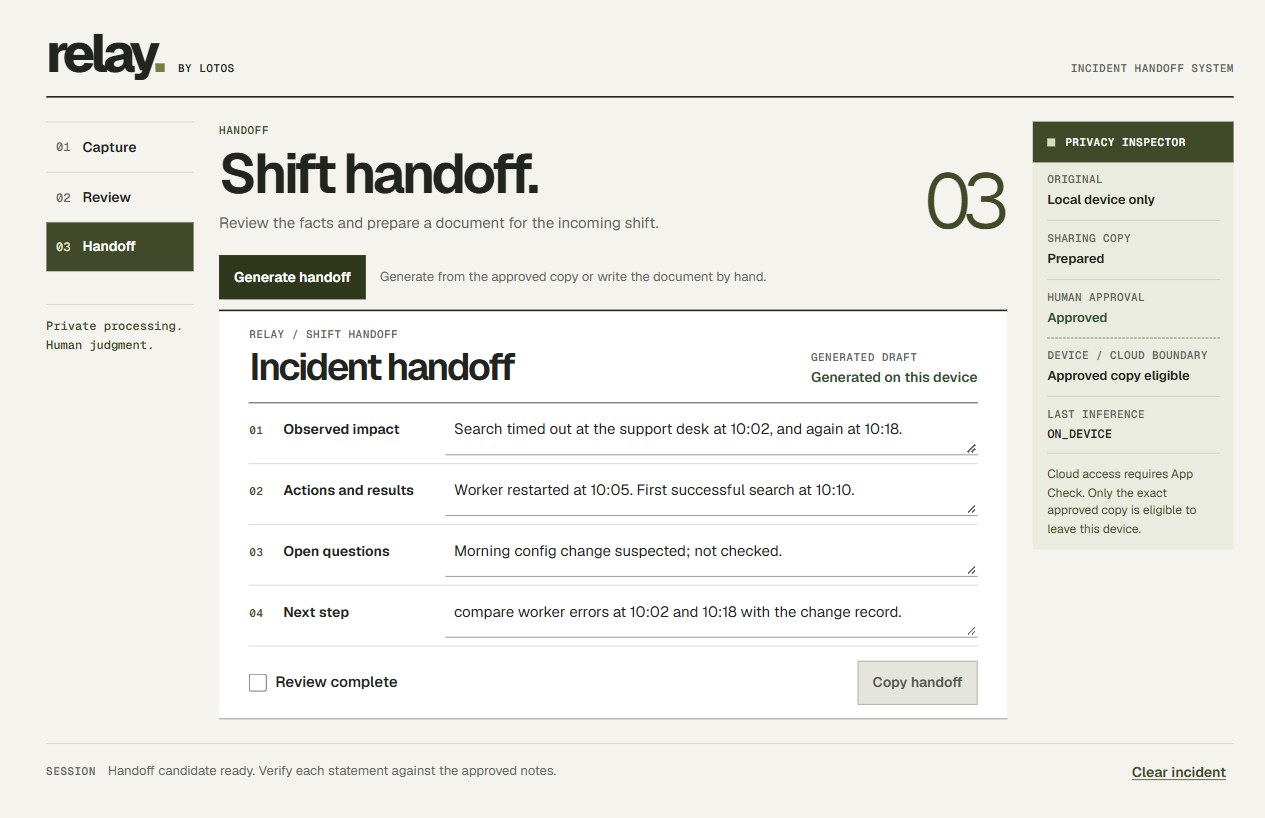 relay.
BY LOTOS
INCIDENT HANDOFF SYSTEM
01 Capture
02 Review
03 Handoff
Private processing.
Human judgment.
HANDOFF
Shift handoff.
Review the facts and prepare a document for the incoming shift.
03
Generate handoff
Generate from the approved copy or write the document by hand.
RELAY / SHIFT HANDOFF
Incident handoff
GENERATED DRAFT
Generated on this device
01 Observed impact
Search timed out at the support desk at 10:02, and again at 10:18.
02 Actions and results
Worker restarted at 10:05. First successful search at 10:10.
03 Open questions
Morning config change suspected; not checked.
04 Next step
compare worker errors at 10:02 and 10:18 with the change record.
Review complete
Copy handoff
PRIVACY INSPECTOR
ORIGINAL
Local device only
SHARING COPY
Prepared
HUMAN APPROVAL
Approved
DEVICE / CLOUD BOUNDARY
Approved copy eligible
LAST INFERENCE
ON_DEVICE
Cloud access requires App
Check. Only the exact
approved copy is eligible to
leave this device.
SESSION Handoff candidate ready. Verify each statement against the approved notes.
Clear incident